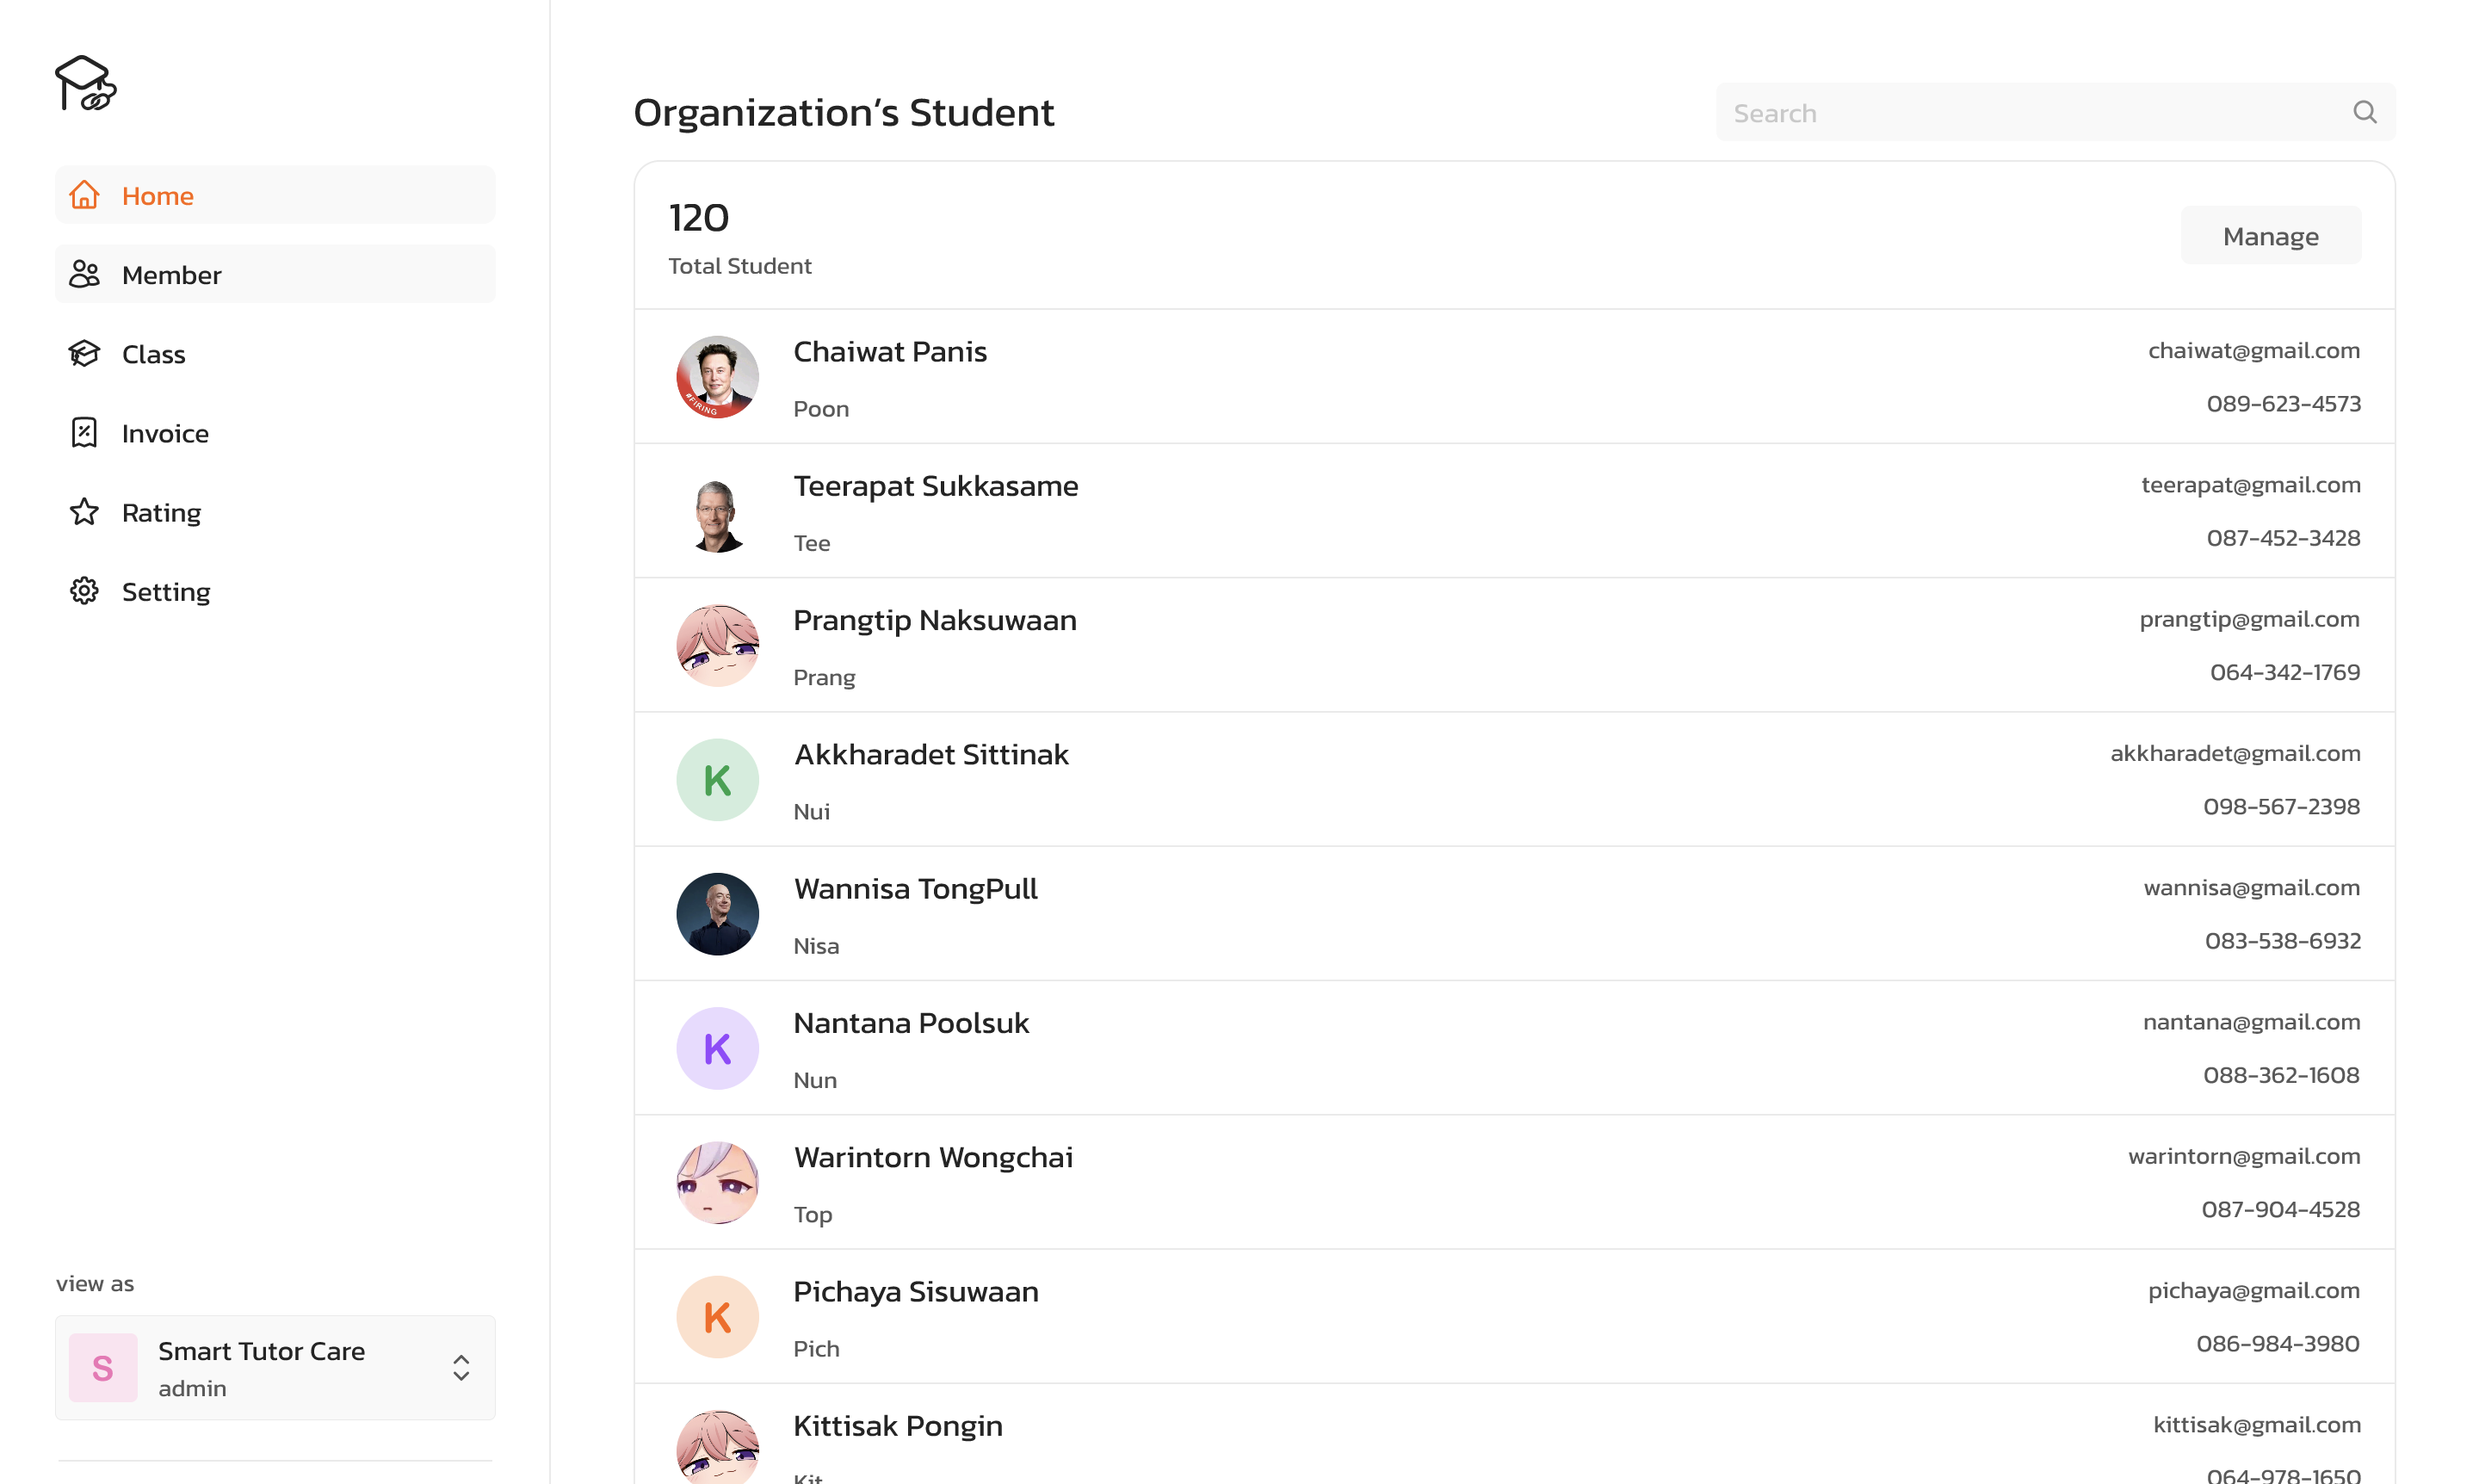 Home
Member
Class
Invoice
Rating
Setting
view as
S
Smart Tutor Care
admin
Organization’s Student
Search
120
Total Student
Manage
#FIRING
Chaiwat Panis
Poon
chaiwat@gmail.com
089-623-4573
Teerapat Sukkasame
Tee
teerapat@gmail.com
087-452-3428
Prangtip Naksuwaan
Prang
prangtip@gmail.com
064-342-1769
K
Akkharadet Sittinak
Nui
akkharadet@gmail.com
098-567-2398
Wannisa TongPull
Nisa
wannisa@gmail.com
083-538-6932
K
Nantana Poolsuk
Nun
nantana@gmail.com
088-362-1608
Warintorn Wongchai
Top
warintorn@gmail.com
087-904-4528
K
Pichaya Sisuwaan
Pich
pichaya@gmail.com
086-984-3980
Kittisak Pongin
Kit
kittisak@gmail.com
064-978-1650